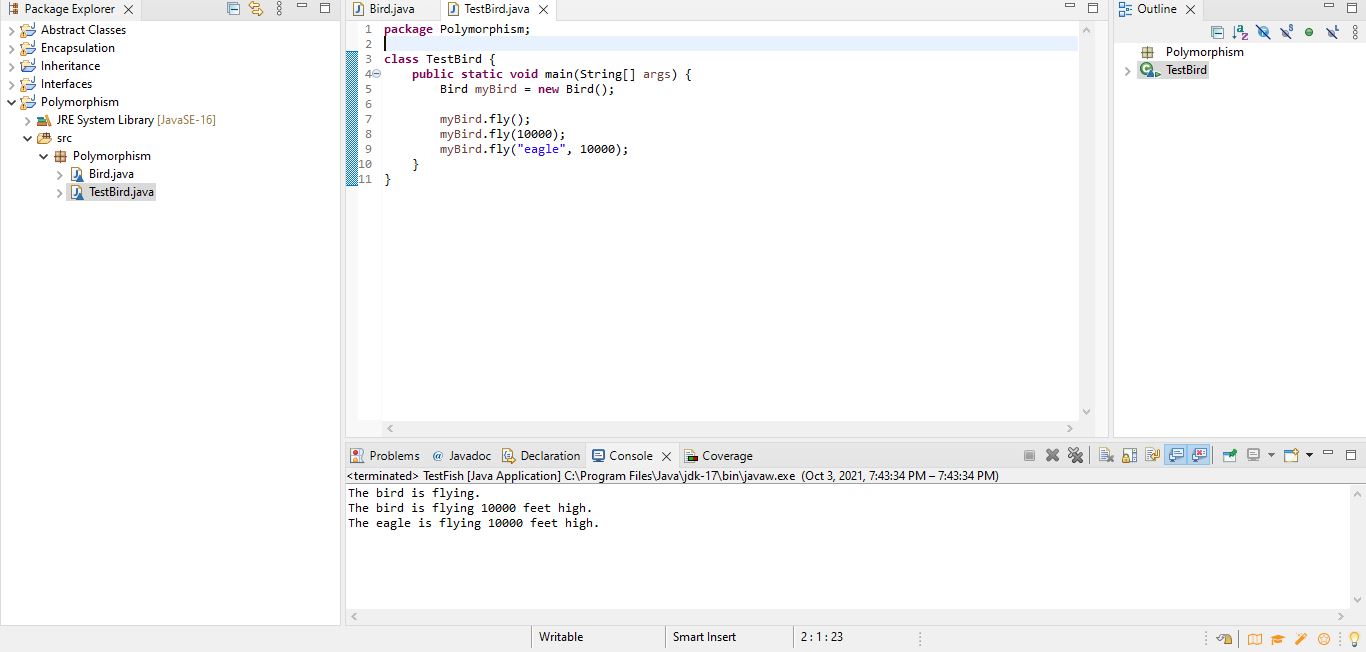 Package Explorer
Abstract Classes
Encapsulation
Inheritance
Interfaces
Polymorphism
JRE System Library [JavaSE-16]
src
Polymorphism
Bird.java
TestBird.java
Bird.java TestBird.java
1 package Polymorphism;
2
3 class TestBird {
4 public static void main(String[] args) {
5 Bird myBird = new Bird();
6
7 myBird.fly();
8 myBird.fly(10000);
9 myBird.fly("eagle", 10000);
10 }
11 }
Outline
Polymorphism
TestBird
Problems @ Javadoc Declaration Console Coverage
<terminated> TestFish [Java Application] C:\Program Files\Java\jdk-17\bin\javaw.exe (Oct 3, 2021, 7:43:34 PM – 7:43:34 PM)
The bird is flying.
The bird is flying 10000 feet high.
The eagle is flying 10000 feet high.
Writable Smart Insert 2 : 1 : 23